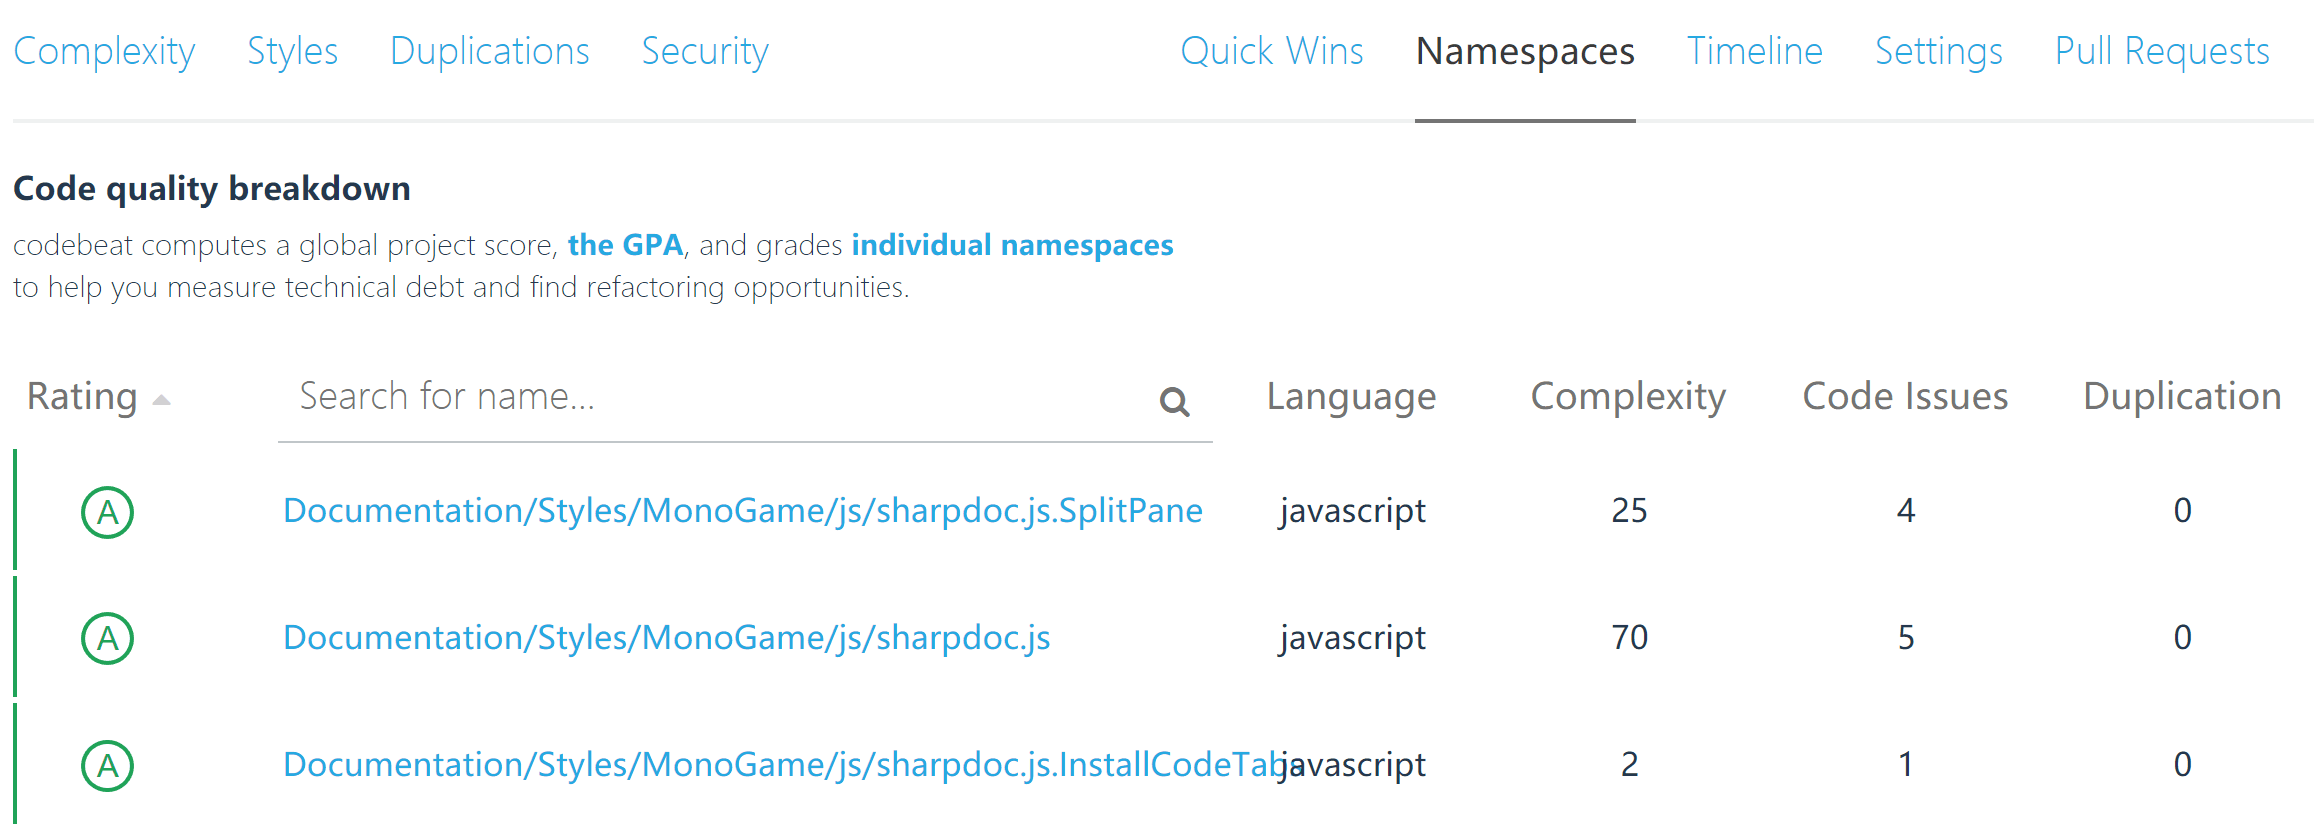 Complexity Styles Duplications Security Quick Wins Namespaces Timeline Settings Pull Requests
Code quality breakdown
codebeat computes a global project score, the GPA, and grades individual namespaces
to help you measure technical debt and find refactoring opportunities.
Rating Search for name... Language Complexity Code Issues Duplication
A Documentation/Styles/MonoGame/js/sharpdoc.js.SplitPane javascript 25 4 0
A Documentation/Styles/MonoGame/js/sharpdoc.js javascript 70 5 0
A Documentation/Styles/MonoGame/js/sharpdoc.js.InstallCodeTabs javascript 2 1 0